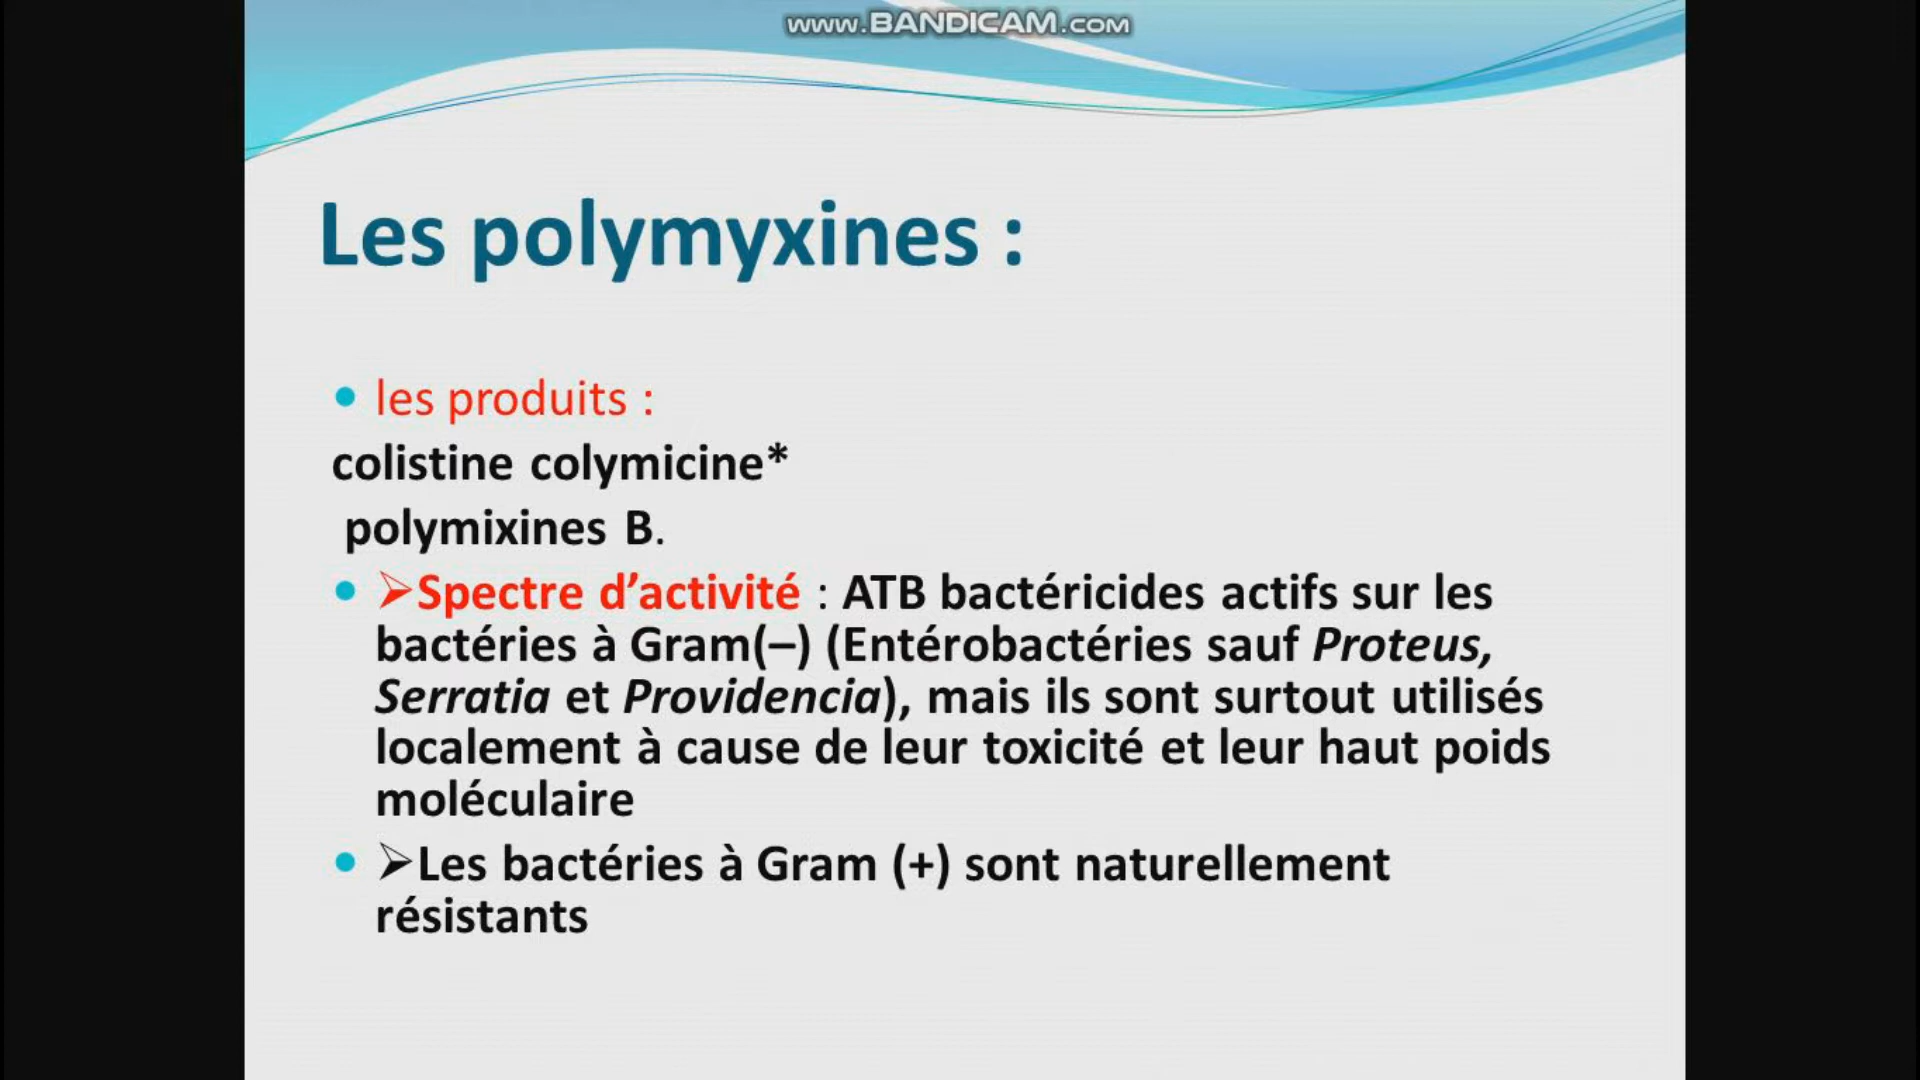 www.BANDICAM.com
Les polymyxines :
• les produits :
colistine colymicine*
polymixines B.
• ➢Spectre d’activité : ATB bactéricides actifs sur les
bactéries à Gram(–) (Entérobactéries sauf Proteus,
Serratia et Providencia), mais ils sont surtout utilisés
localement à cause de leur toxicité et leur haut poids
moléculaire
• ➢Les bactéries à Gram (+) sont naturellement
résistants